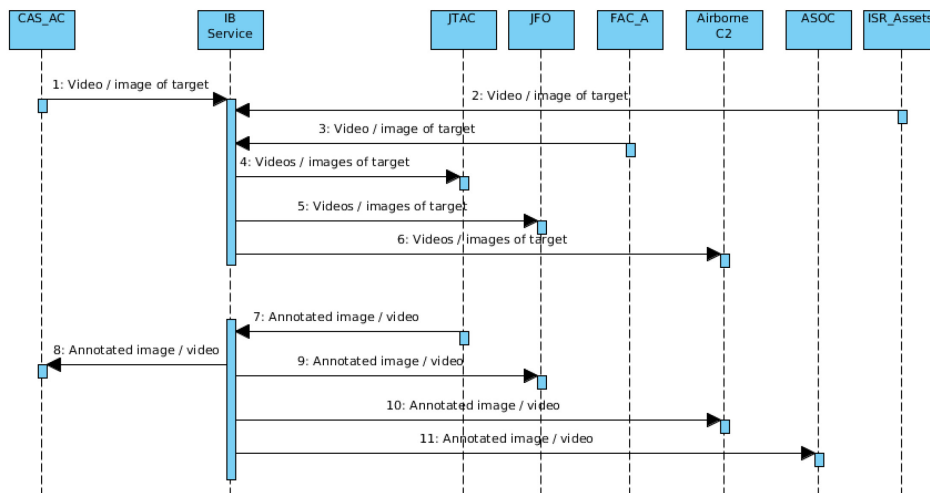 CAS_AC
IB
Service
JTAC
JFO
FAC_A
Airborne
C2
ASOC
ISR_Assets
1: Video / image of target
2: Video / image of target
3: Video / image of target
4: Videos / images of target
5: Videos / images of target
6: Videos / images of target
7: Annotated image / video
8: Annotated image / video
9: Annotated image / video
10: Annotated image / video
11: Annotated image / video